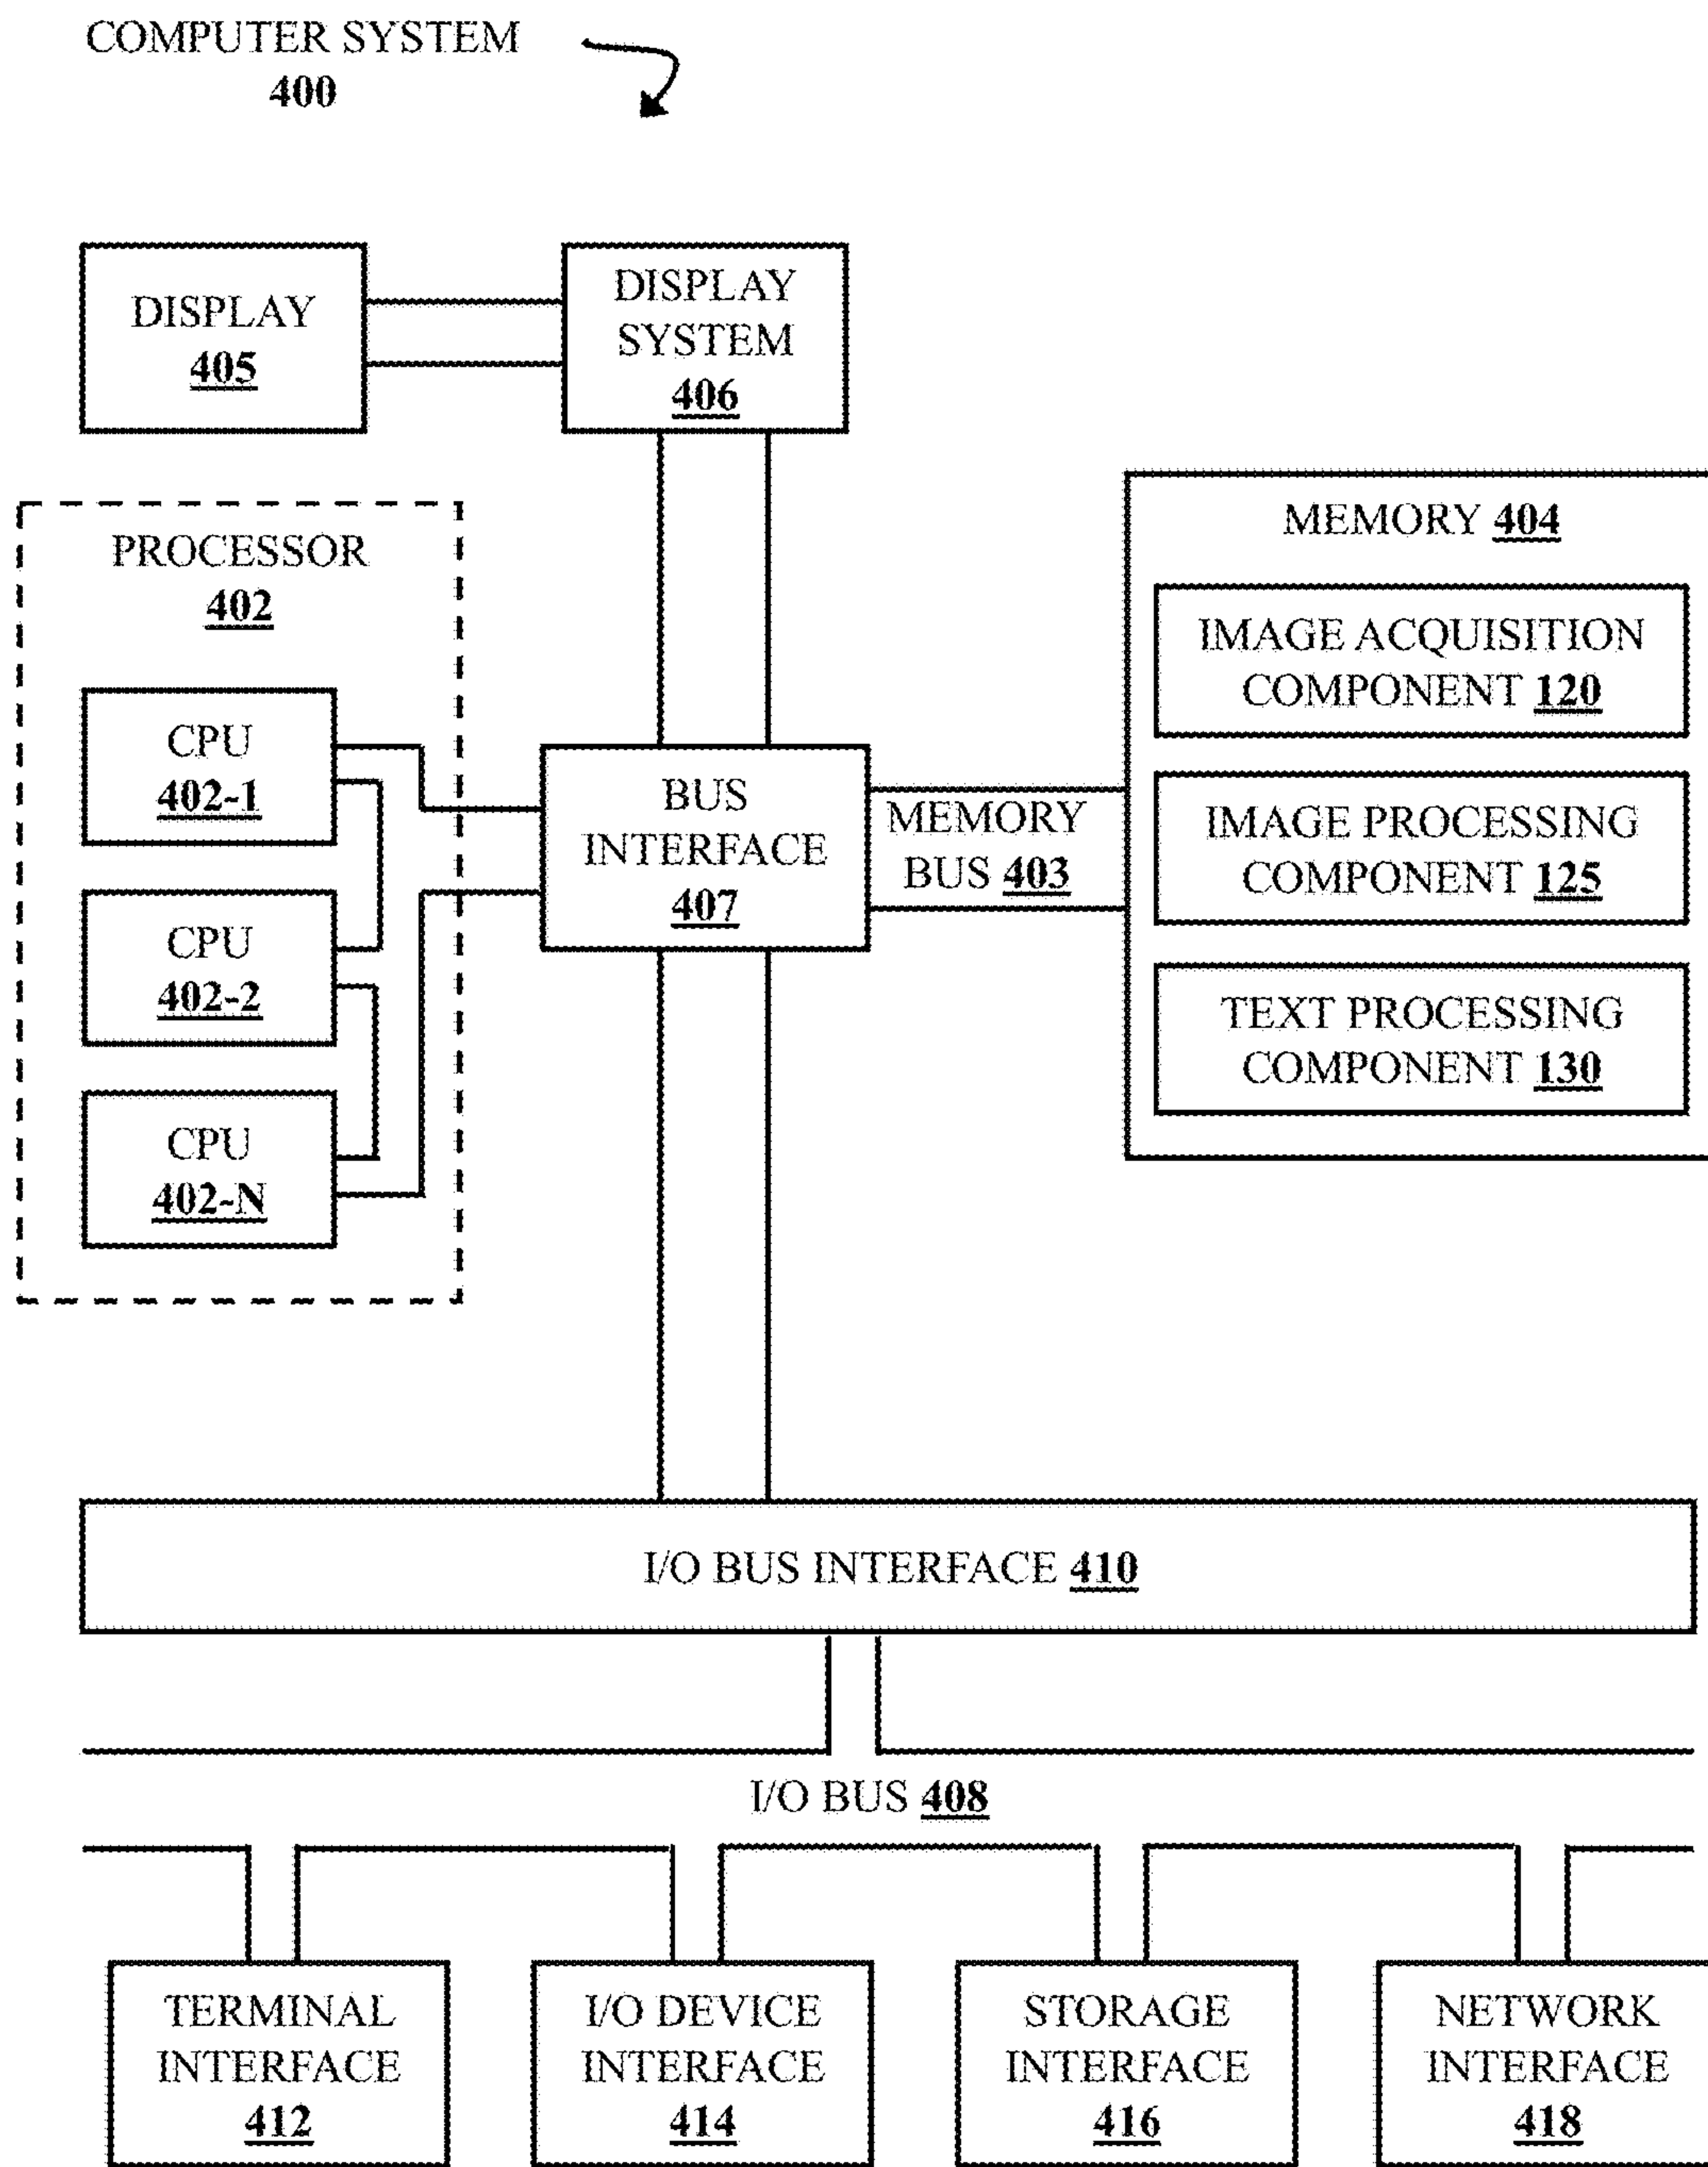 COMPUTER SYSTEM
400
DISPLAY
405
DISPLAY
SYSTEM
406
PROCESSOR
402
CPU
402-1
CPU
402-2
CPU
402-N
BUS
INTERFACE
407
MEMORY
BUS 403
MEMORY 404
IMAGE ACQUISITION
COMPONENT 120
IMAGE PROCESSING
COMPONENT 125
TEXT PROCESSING
COMPONENT 130
I/O BUS INTERFACE 410
I/O BUS 408
TERMINAL
INTERFACE
412
I/O DEVICE
INTERFACE
414
STORAGE
INTERFACE
416
NETWORK
INTERFACE
418